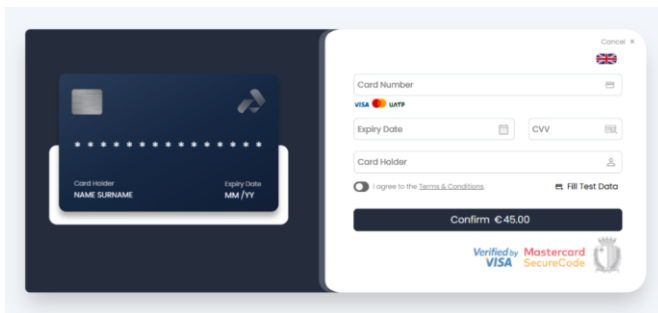 Cancel ×
Card Number
VISA UATP
Expiry Date
CVV
Card Holder
I agree to the Terms & Conditions.
Fill Test Data
Confirm €45.00
Verified by VISA
Mastercard SecureCode
* * * * * * * * * * * * * * *
Card Holder
NAME SURNAME
Expiry Date
MM /YY